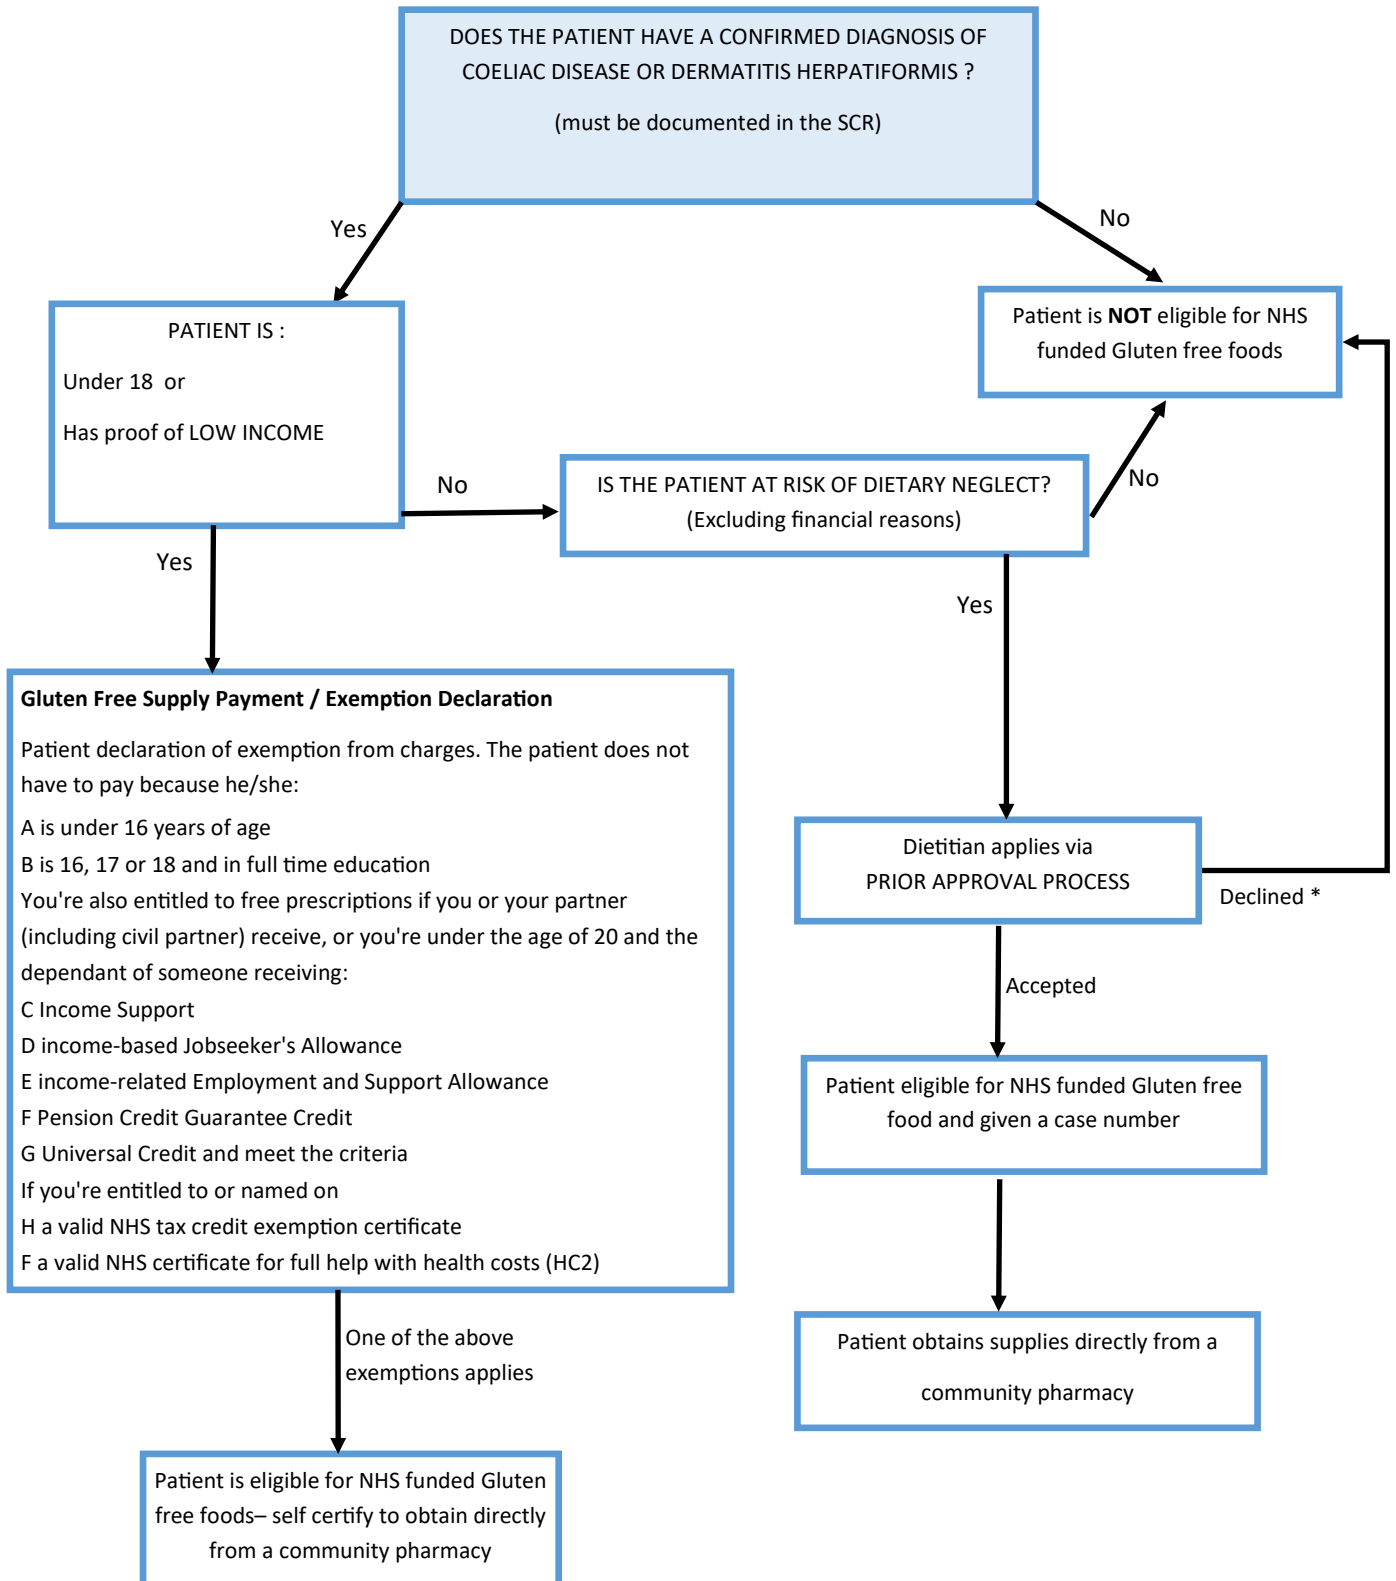 DOES THE PATIENT HAVE A CONFIRMED DIAGNOSIS OF
COELIAC DISEASE OR DERMATITIS HERPATIFORMIS ?
(must be documented in the SCR)
Yes
No
PATIENT IS :
Under 18 or
Has proof of LOW INCOME
Patient is NOT eligible for NHS
funded Gluten free foods
No
IS THE PATIENT AT RISK OF DIETARY NEGLECT?
(Excluding financial reasons)
No
Yes
Yes
Gluten Free Supply Payment / Exemption Declaration
Patient declaration of exemption from charges. The patient does not
have to pay because he/she:
A is under 16 years of age
B is 16, 17 or 18 and in full time education
You're also entitled to free prescriptions if you or your partner
(including civil partner) receive, or you're under the age of 20 and the
dependant of someone receiving:
C Income Support
D income-based Jobseeker's Allowance
E income-related Employment and Support Allowance
F Pension Credit Guarantee Credit
G Universal Credit and meet the criteria
If you're entitled to or named on
H a valid NHS tax credit exemption certificate
F a valid NHS certificate for full help with health costs (HC2)
Dietitian applies via
PRIOR APPROVAL PROCESS
Declined *
Accepted
Patient eligible for NHS funded Gluten free
food and given a case number
Patient obtains supplies directly from a
community pharmacy
One of the above
exemptions applies
Patient is eligible for NHS funded Gluten
free foods– self certify to obtain directly
from a community pharmacy